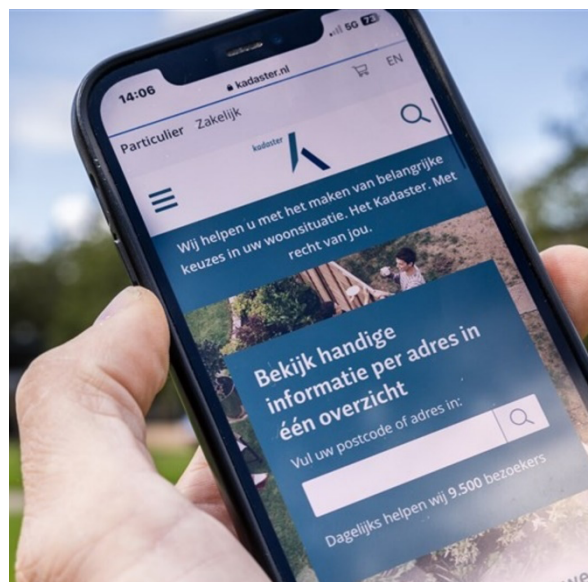 14:06
5G 73
kadaster.nl
Particulier Zakelijk
EN
kadaster
Wij helpen u met het maken van belangrijke
keuzes in uw woonsituatie. Het Kadaster. Met
recht van jou.
Bekijk handige
informatie per adres in
één overzicht
Vul uw postcode of adres in:
Dagelijks helpen wij 9.500 bezoekers